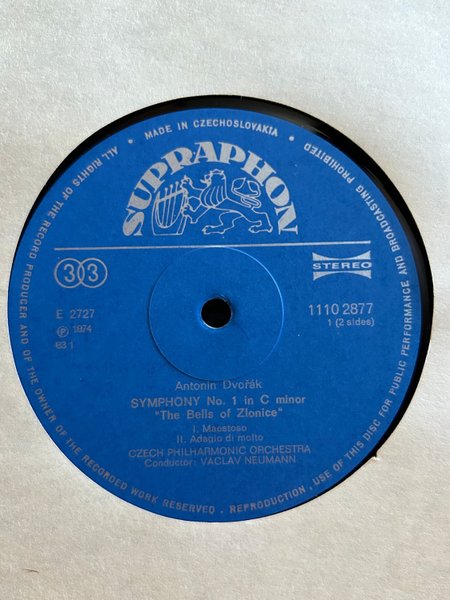 ALL RIGHTS OF THE RECORD PRODUCER AND OF THE OWNER OF THE RECORDED WORK RESERVED . REPRODUCTION , USE OF THIS DISC FOR PUBLIC PERFORMANCE AND BROADCASTING PROHIBITED
• MADE IN CZECHOSLOVAKIA •
SUPRAPHON
33
STEREO
E 2727
Ⓟ 1974
63 1
1110 2877
1 (2 sides)
Antonín Dvořák
SYMPHONY No. 1 in C minor
"The Bells of Zlonice"
I. Maestoso
II. Adagio di molto
CZECH PHILHARMONIC ORCHESTRA
Conductor: VÁCLAV NEUMANN